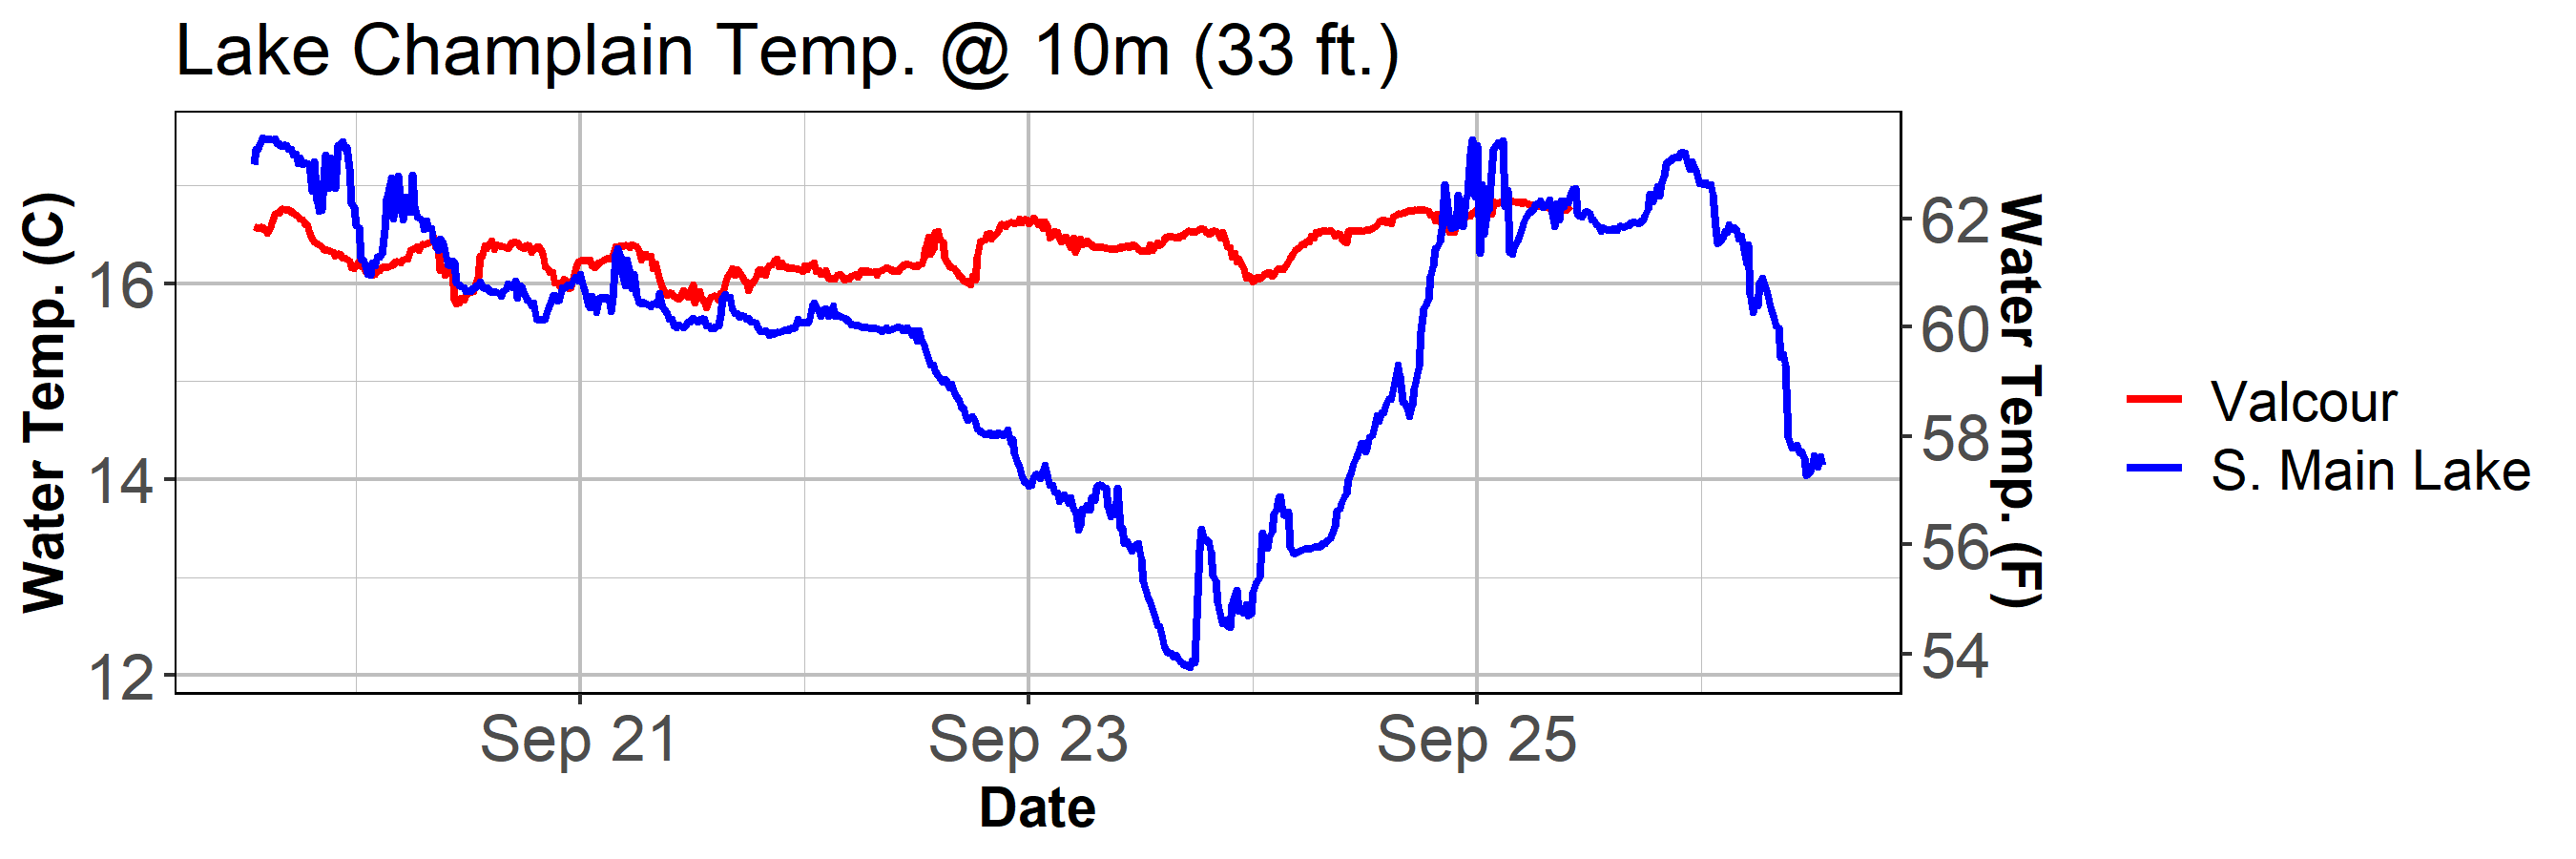 Lake Champlain Temp. @ 10m (33 ft.)
Water Temp. (C)
16
14
12
62
60
58
56
54
Water Temp. (F)
Sep 21
Sep 23
Sep 25
Date
Valcour
S. Main Lake